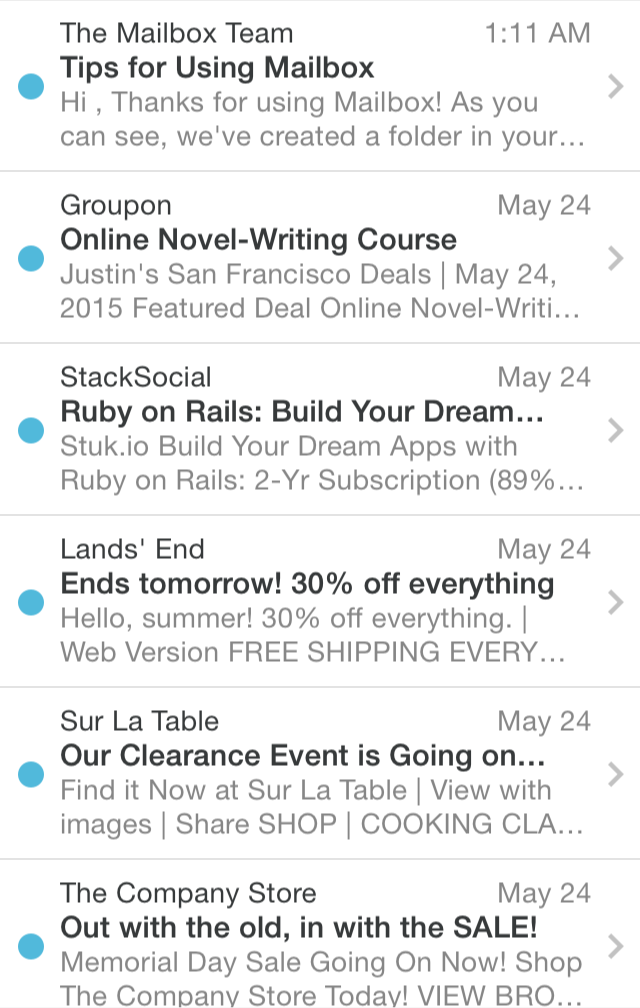 The Mailbox Team 1:11 AM
Tips for Using Mailbox
Hi , Thanks for using Mailbox! As you
can see, we've created a folder in your...
Groupon May 24
Online Novel-Writing Course
Justin's San Francisco Deals | May 24,
2015 Featured Deal Online Novel-Writi...
StackSocial May 24
Ruby on Rails: Build Your Dream...
Stuk.io Build Your Dream Apps with
Ruby on Rails: 2-Yr Subscription (89%...
Lands' End May 24
Ends tomorrow! 30% off everything
Hello, summer! 30% off everything. |
Web Version FREE SHIPPING EVERY...
Sur La Table May 24
Our Clearance Event is Going on...
Find it Now at Sur La Table | View with
images | Share SHOP | COOKING CLA...
The Company Store May 24
Out with the old, in with the SALE!
Memorial Day Sale Going On Now! Shop
The Company Store Today! VIEW BRO...